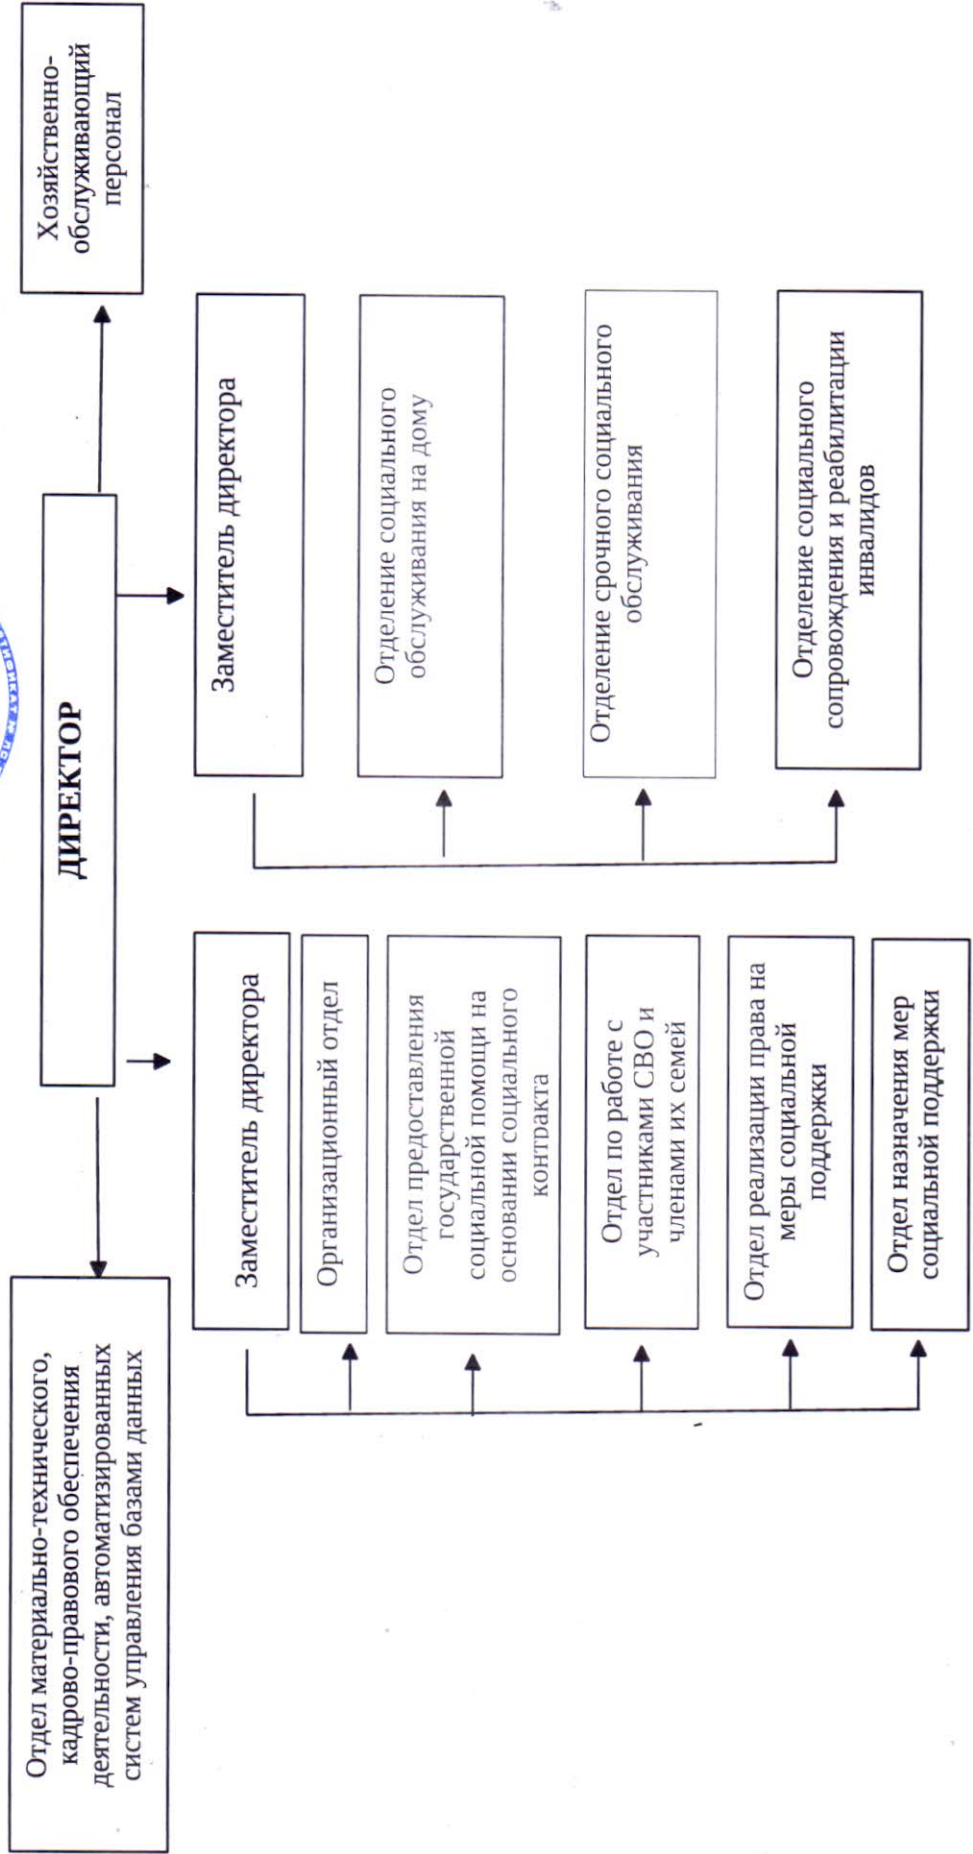 ДИРЕКТОР
Отдел материально-технического,
кадрово-правового обеспечения
деятельности, автоматизированных
систем управления базами данных
Хозяйственно-
обслуживающий
персонал
Заместитель директора
Организационный отдел
Отдел предоставления
государственной
социальной помощи на
основании социального
контракта
Отдел по работе с
участниками СВО и
членами их семей
Отдел реализации права на
меры социальной
поддержки
Отдел назначения мер
социальной поддержки
Заместитель директора
Отделение социального
обслуживания на дому
Отделение срочного социального
обслуживания
Отделение социального
сопровождения и реабилитации
инвалидов